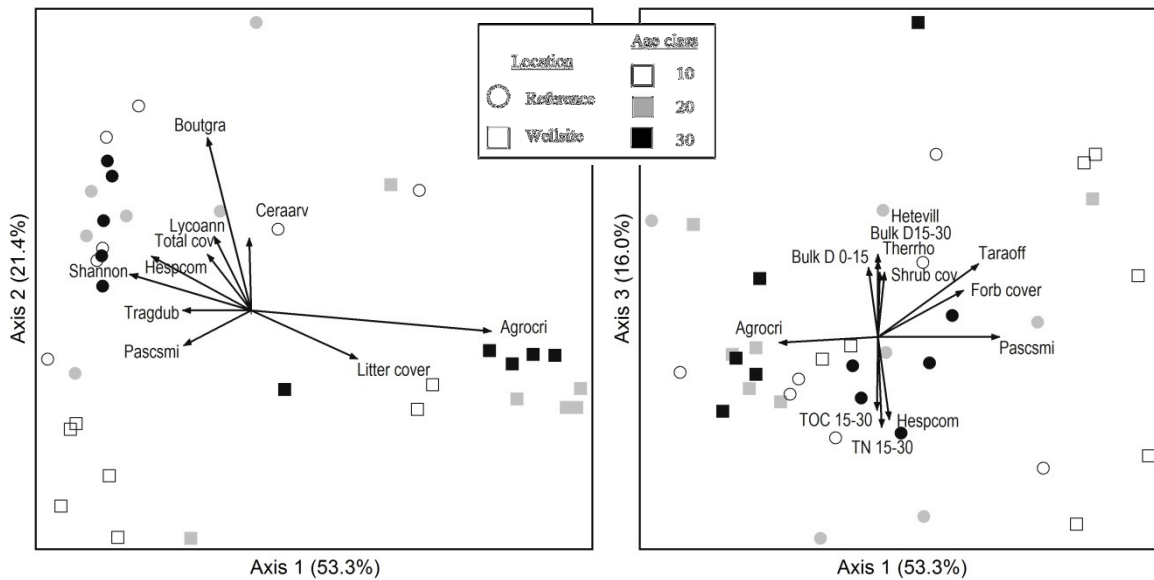 Axis 2 (21.4%)
Boutgra
Lycoann
Ceraarv
Total cov
Shannon
Hespcom
Tragdub
Pascsmi
Agrocri
Litter cover
Axis 1 (53.3%)
Location
Age class
Reference
Wellsite
10
20
30
Axis 3 (16.0%)
Hetevill
Bulk D15-30
Therrho
Bulk D 0-15
Shrub cov
Taraoff
Forb cover
Agrocri
Pascsmi
TOC 15-30
Hespcom
TN 15-30
Axis 1 (53.3%)